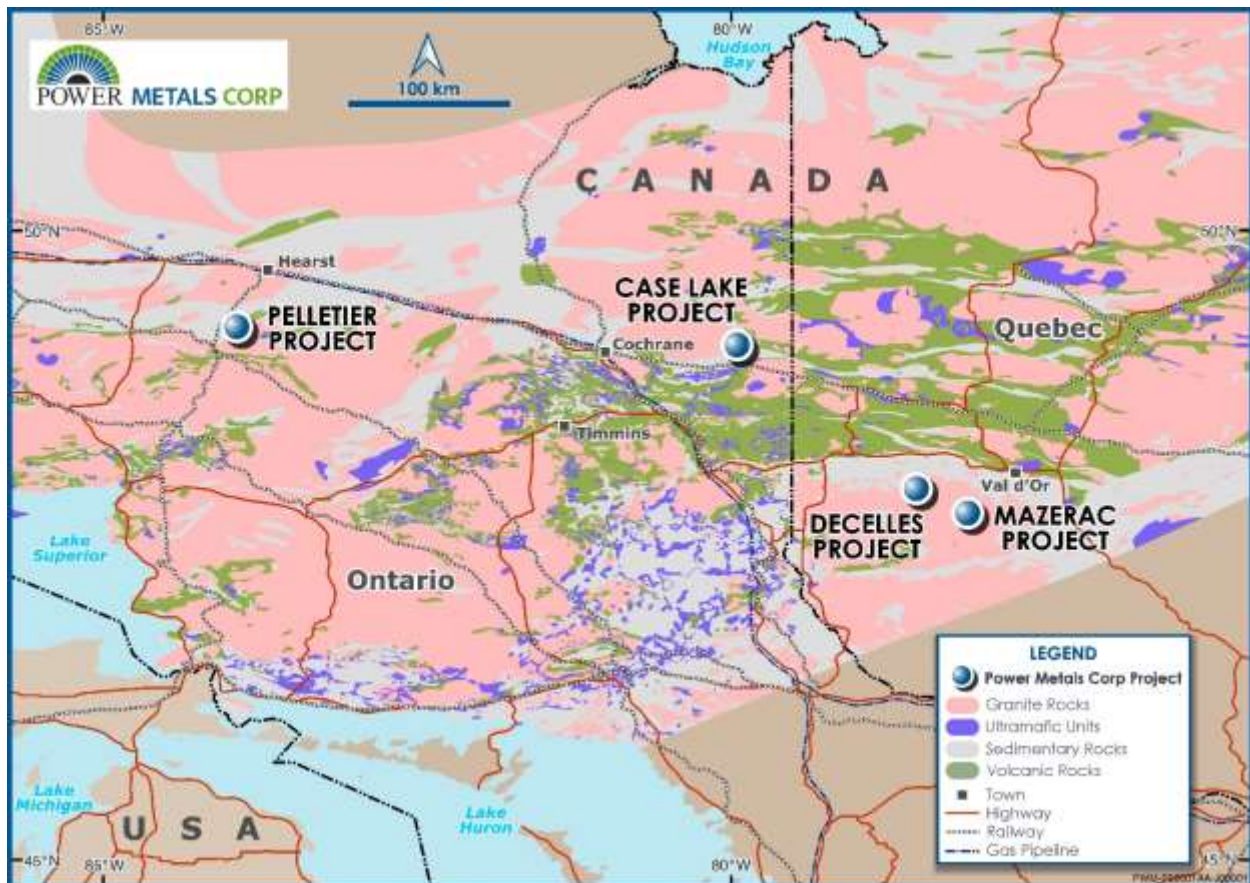 85°W
80°W
Hudson
Bay
POWER METALS CORP
100 km
CANADA
50°N
50°N
Hearst
PELLETIER
PROJECT
CASE LAKE
PROJECT
Quebec
Cochrane
Timmins
Val d'Or
DECELLES
PROJECT
MAZERAC
PROJECT
Lake
Superior
Ontario
LEGEND
Power Metals Corp Project
Granite Rocks
Ultramafic Units
Sedimentary Rocks
Volcanic Rocks
Town
Highway
Railway
Gas Pipeline
Lake
Michigan
Lake
Huron
USA
45°N
85°W
80°W
45°N